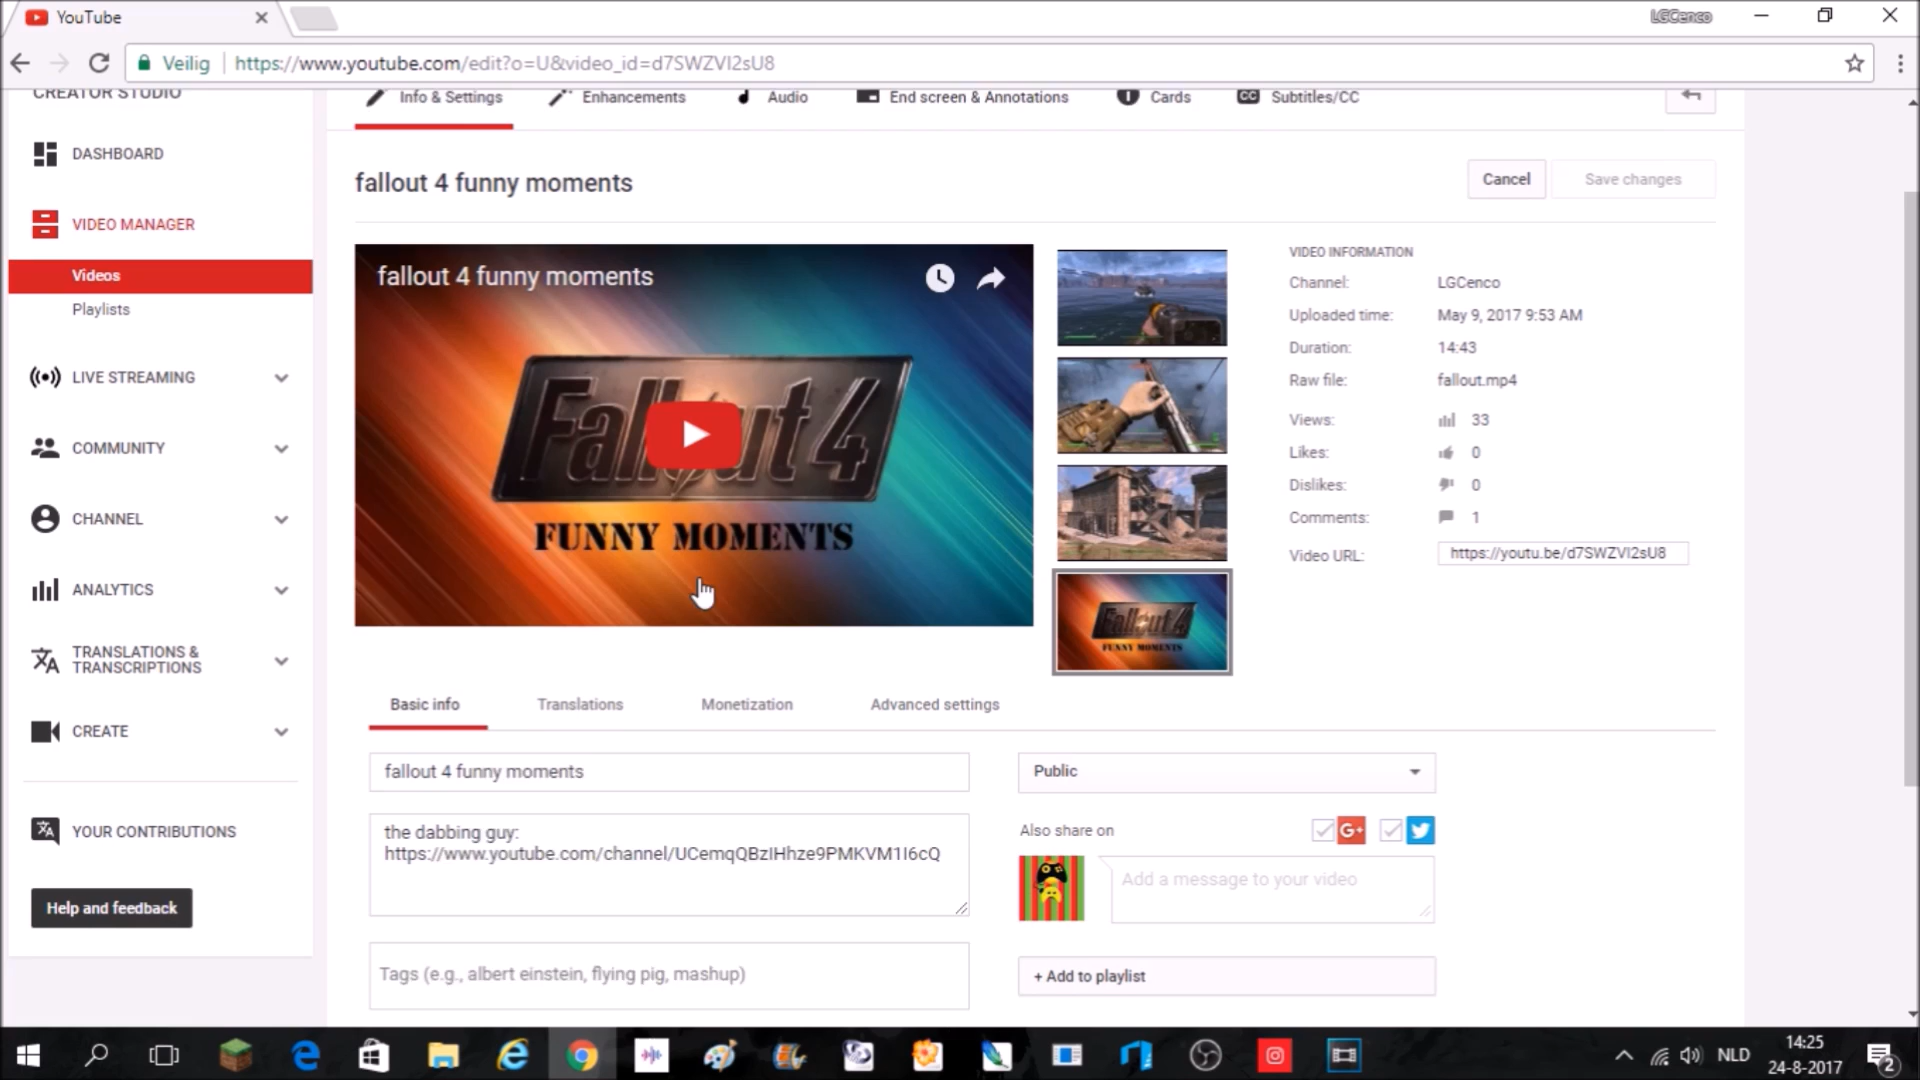 YouTube
LGCenco
Veilig
https://www.youtube.com/edit?o=U&video_id=d7SWZVI2sU8
CREATOR STUDIO
Info & Settings
Enhancements
Audio
End screen & Annotations
Cards
CC
Subtitles/CC
DASHBOARD
VIDEO MANAGER
Videos
Playlists
LIVE STREAMING
COMMUNITY
CHANNEL
ANALYTICS
TRANSLATIONS &
TRANSCRIPTIONS
CREATE
YOUR CONTRIBUTIONS
Help and feedback
fallout 4 funny moments
Cancel
Save changes
fallout 4 funny moments
Fallout 4
FUNNY MOMENTS
Fallout 4
FUNNY MOMENTS
VIDEO INFORMATION
Channel: LGCenco
Uploaded time: May 9, 2017 9:53 AM
Duration: 14:43
Raw file: fallout.mp4
Views: 33
Likes: 0
Dislikes: 0
Comments: 1
Video URL: https://youtu.be/d7SWZVI2sU8
Basic info
Translations
Monetization
Advanced settings
fallout 4 funny moments
the dabbing guy:
https://www.youtube.com/channel/UCemqQBzIHhze9PMKVM1I6cQ
Tags (e.g., albert einstein, flying pig, mashup)
Public
Also share on
G+
Add a message to your video
+ Add to playlist
NLD
14:25
24-8-2017
2